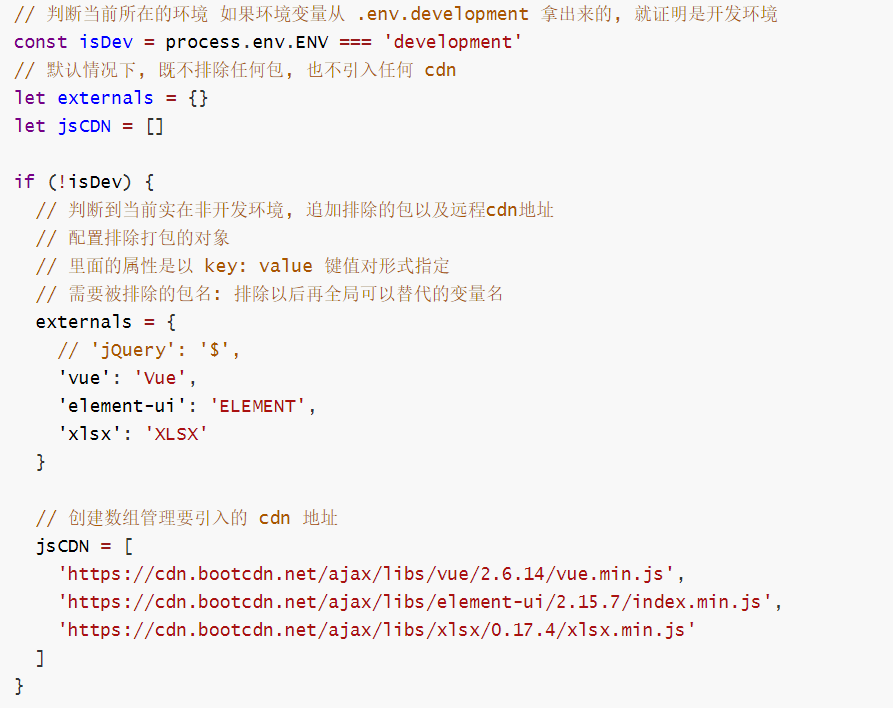 // 判断当前所在的环境 如果环境变量从 .env.development 拿出来的, 就证明是开发环境
const isDev = process.env.ENV === 'development'
// 默认情况下, 既不排除任何包, 也不引入任何 cdn
let externals = {}
let jsCDN = []
if (!isDev) {
// 判断到当前实在非开发环境, 追加排除的包以及远程cdn地址
// 配置排除打包的对象
// 里面的属性是以 key: value 键值对形式指定
// 需要被排除的包名: 排除以后再全局可以替代的变量名
externals = {
// 'jQuery': '$',
'vue': 'Vue',
'element-ui': 'ELEMENT',
'xlsx': 'XLSX'
}
// 创建数组管理要引入的 cdn 地址
jsCDN = [
'https://cdn.bootcdn.net/ajax/libs/vue/2.6.14/vue.min.js',
'https://cdn.bootcdn.net/ajax/libs/element-ui/2.15.7/index.min.js',
'https://cdn.bootcdn.net/ajax/libs/xlsx/0.17.4/xlsx.min.js'
]
}